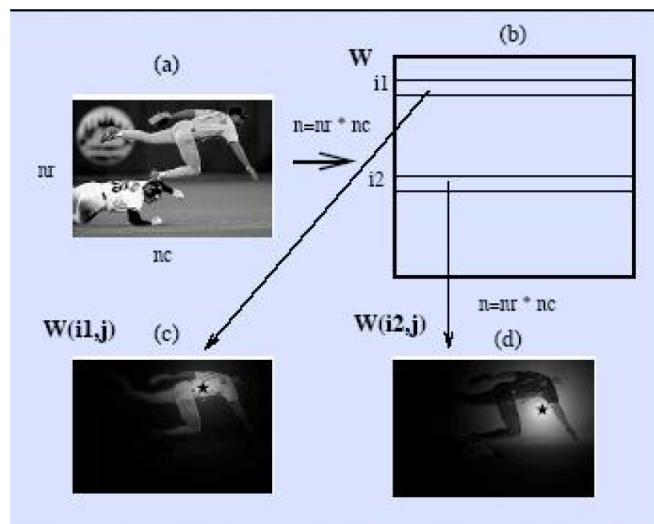 (b)
(a)
W
i1
n=nr * nc
nr
i2
nc
n=nr * nc
W(i1,j)
(c)
W(i2,j)
(d)